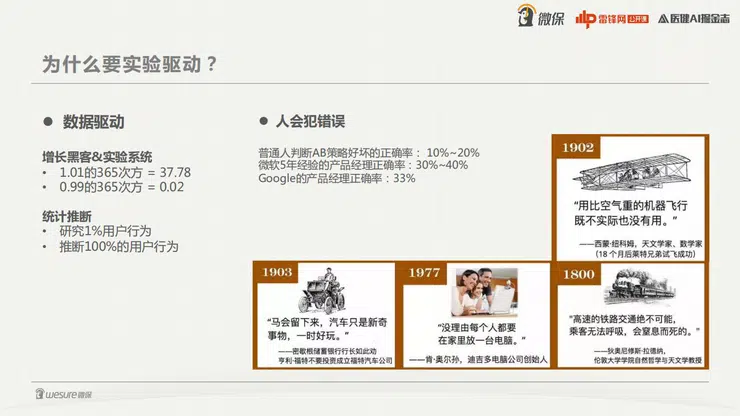 微保
雷锋网 公开课
医健AI掘金志
为什么要实验驱动？
● 数据驱动
增长黑客&实验系统
• 1.01的365次方 = 37.78
• 0.99的365次方 = 0.02
统计推断
• 研究1%用户行为
• 推断100%的用户行为
● 人会犯错误
普通人判断AB策略好坏的正确率： 10%~20%
微软5年经验的产品经理正确率：30%~40%
Google的产品经理正确率：33%
1902
“用比空气重的机器飞行
既不实际也没有用。”
——西蒙·纽科姆，天文学家、数学家
（18 个月后莱特兄弟试飞成功）
1903
“马会留下来，汽车只是新奇
事物，一时好玩。”
——密歇根储蓄银行行长如此劝
亨利·福特不要投资成立福特汽车公司
1977
“没理由每个人都要
在家里放一台电脑。”
——肯·奥尔孙，迪吉多电脑公司创始人
1800
“高速的铁路交通绝不可能，
乘客无法呼吸，会窒息而死的。”
——狄奥尼修斯·拉德纳，
伦敦大学学院自然哲学与天文学教授
wesure微保